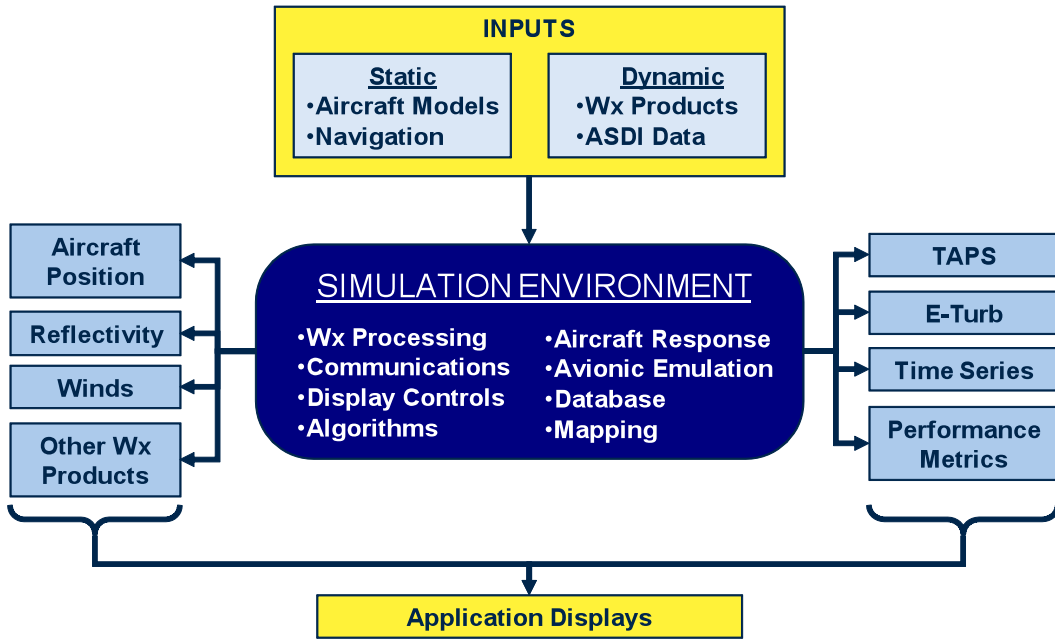 INPUTS
Static
•Aircraft Models
•Navigation
Dynamic
•Wx Products
•ASDI Data
Aircraft
Position
Reflectivity
Winds
Other Wx
Products
SIMULATION ENVIRONMENT
•Wx Processing
•Communications
•Display Controls
•Algorithms
•Aircraft Response
•Avionic Emulation
•Database
•Mapping
TAPS
E-Turb
Time Series
Performance
Metrics
Application Displays